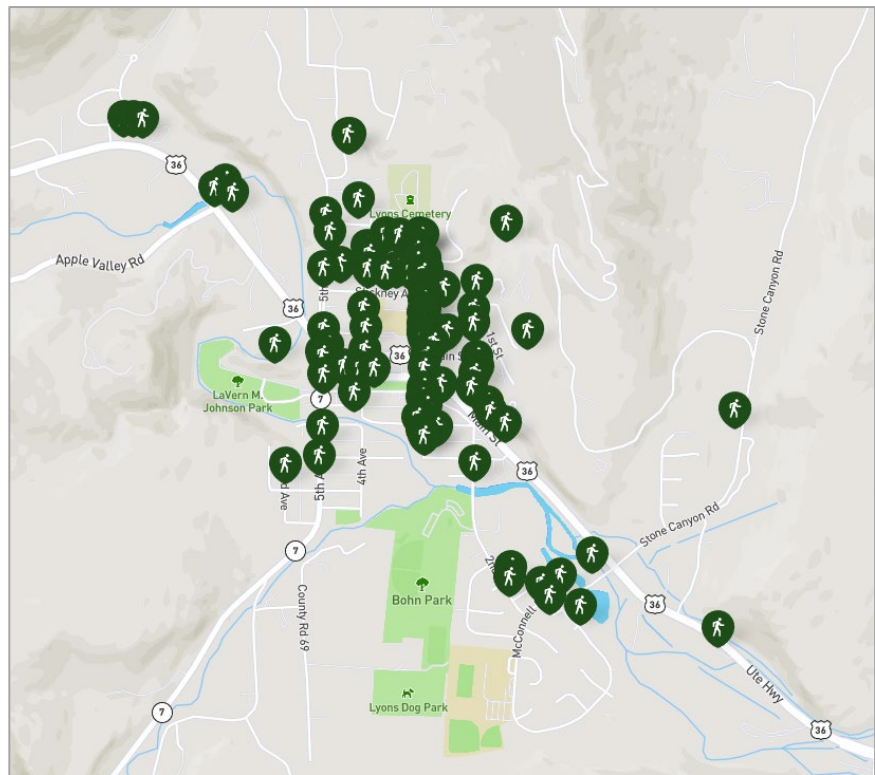 36
Apple Valley Rd
Lyons Cemetery
Stone Canyon Rd
5th
36
36
1st St
LaVern M.
Johnson Park
7
Main St
36
4th Ave
5th A
Ave
7
Stone Canyon Rd
Bohn Park
County Rd 69
McConnell
36
Ute Hwy
Lyons Dog Park
7
36